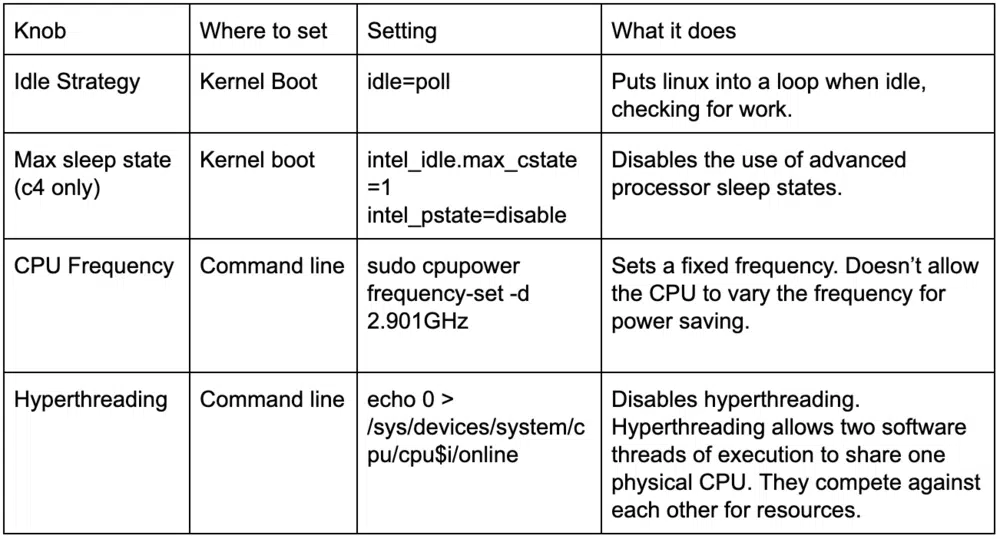 Knob
Where to set
Setting
What it does
Idle Strategy
Kernel Boot
idle=poll
Puts linux into a loop when idle,
checking for work.
Max sleep state
(c4 only)
Kernel boot
intel_idle.max_cstate
=1
intel_pstate=disable
Disables the use of advanced
processor sleep states.
CPU Frequency
Command line
sudo cpupower
frequency-set -d
2.901GHz
Sets a fixed frequency. Doesn’t allow
the CPU to vary the frequency for
power saving.
Hyperthreading
Command line
echo 0 >
/sys/devices/system/c
pu/cpu$i/online
Disables hyperthreading.
Hyperthreading allows two software
threads of execution to share one
physical CPU. They compete against
each other for resources.